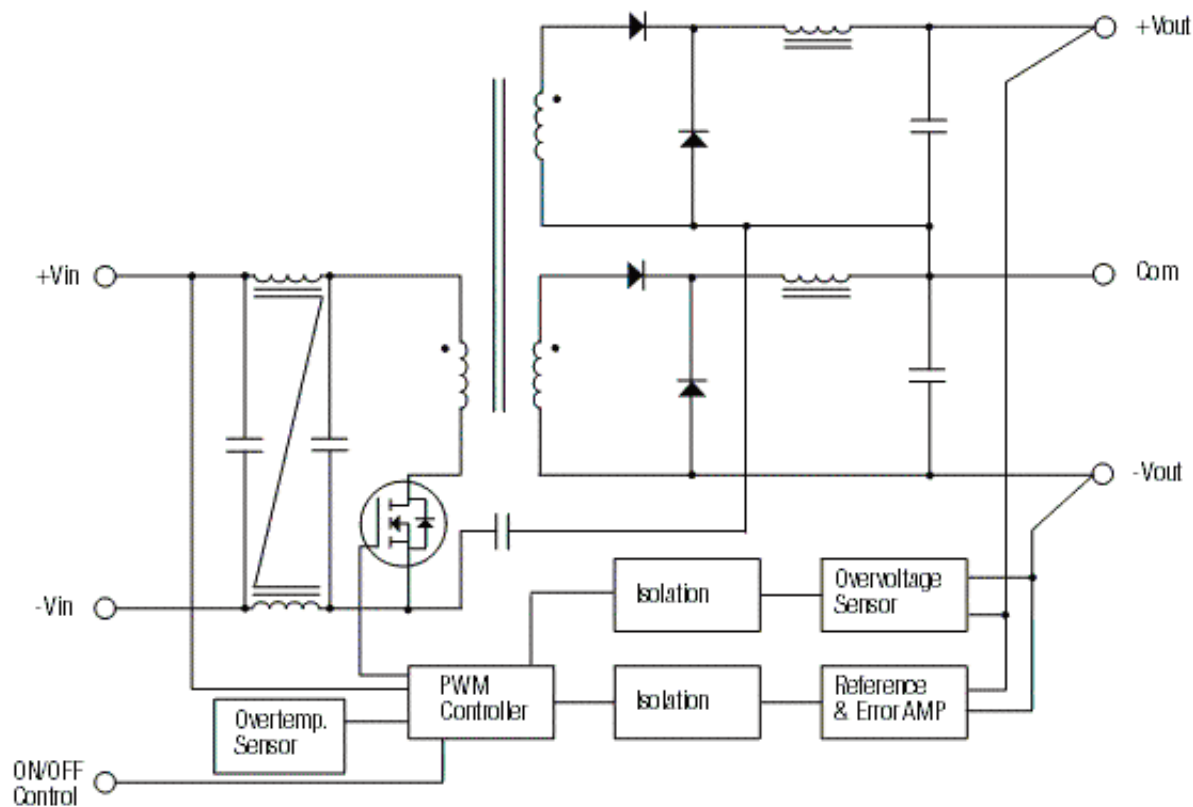 +Vout
+Vin
Com
-Vout
Isolation
Overvoltage
Sensor
-Vin
PWM
Controller
Isolation
Reference
& Error AMP
Overtemp.
Sensor
ON/OFF
Control